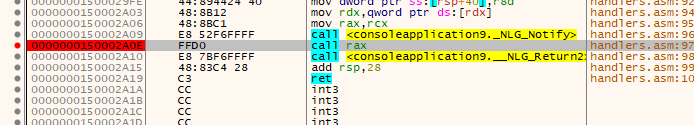 00000001500029FE 44:894424 40 mov dword ptr ss:[rsp+40],r8d handlers.asm:92
0000000150002A03 48:8B12 mov rdx,qword ptr ds:[rdx] handlers.asm:94
0000000150002A06 48:8BC1 mov rax,rcx handlers.asm:95
0000000150002A09 E8 52F6FFFF call <consoleapplication9._NLG_Notify> handlers.asm:96
0000000150002A0E FFD0 call rax handlers.asm:97
0000000150002A10 E8 7BF6FFFF call <consoleapplication9.__NLG_Return2> handlers.asm:98
0000000150002A15 48:83C4 28 add rsp,28 handlers.asm:99
0000000150002A19 C3 ret handlers.asm:10
0000000150002A1A CC int3
0000000150002A1B CC int3
0000000150002A1C CC int3
0000000150002A1D CC int3